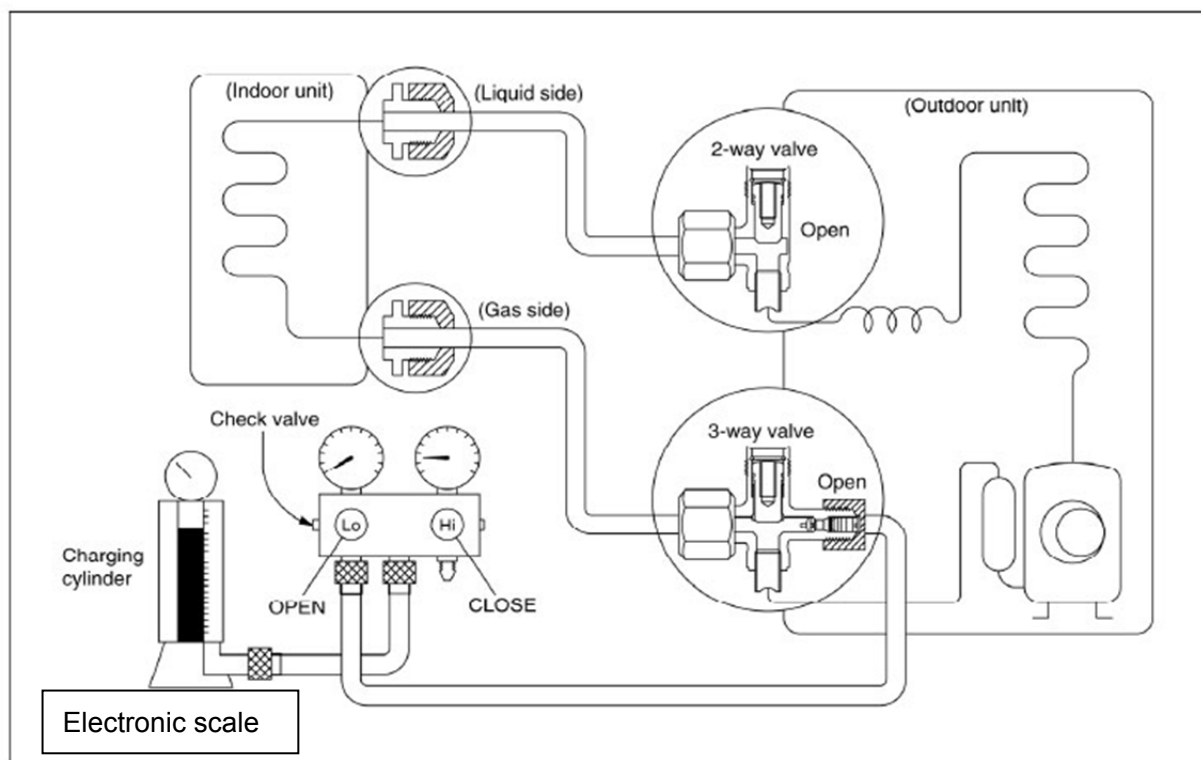 (Indoor unit)
(Liquid side)
(Outdoor unit)
2-way valve
Open
(Gas side)
Check valve
3-way valve
Open
Lo
Hi
Charging
cylinder
OPEN
CLOSE
Electronic scale